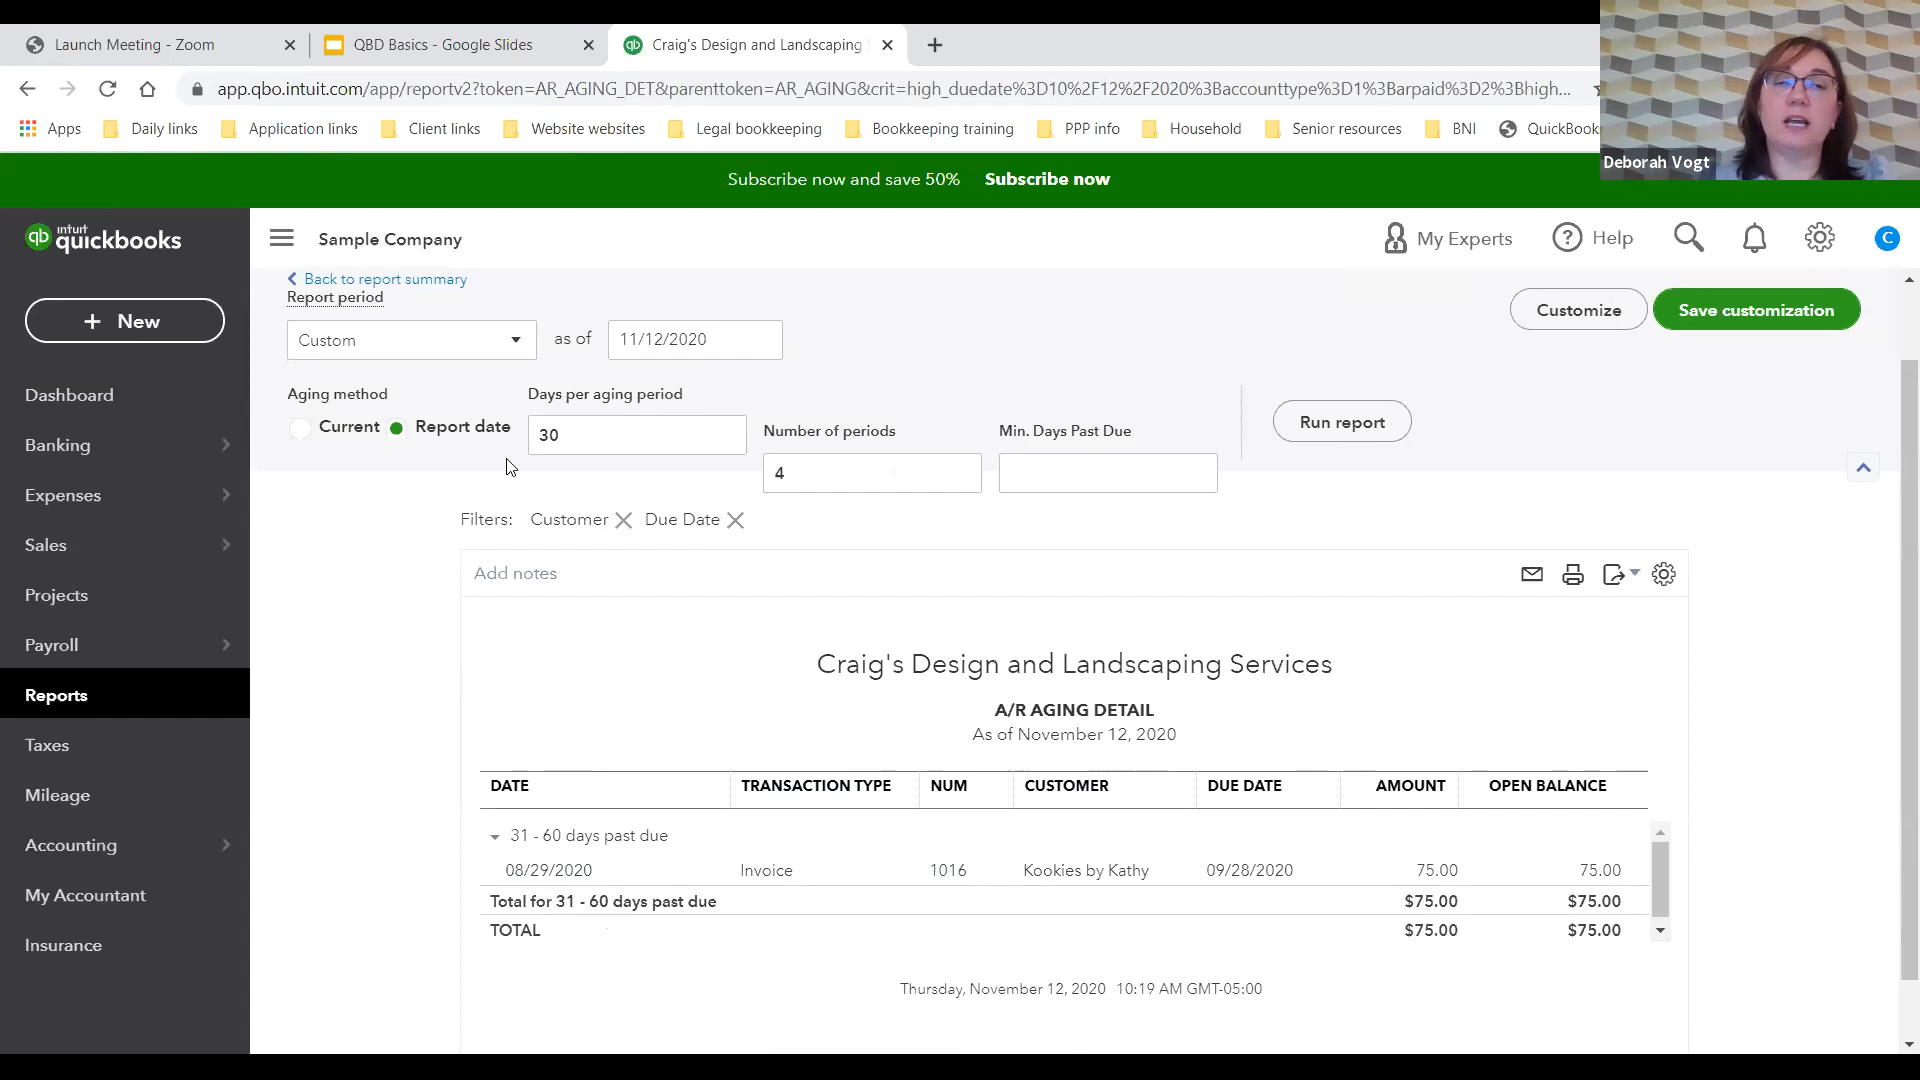 Launch Meeting - Zoom
QBD Basics - Google Slides
Craig's Design and Landscaping
app.qbo.intuit.com/app/reportv2?token=AR_AGING_DET&parenttoken=AR_AGING&crit=high_duedate%3D10%2F12%2F2020%3Baccounttype%3D1%3Barpaid%3D2%3Bhigh...
Apps Daily links Application links Client links Website websites Legal bookkeeping Bookkeeping training PPP info Household Senior resources BNI QuickBook
Deborah Vogt
Subscribe now and save 50% Subscribe now
qb intuit quickbooks
Sample Company
My Experts
Help
C
Back to report summary
Report period
Customize
Save customization
+ New
Custom as of 11/12/2020
Dashboard
Banking
Expenses
Sales
Projects
Payroll
Reports
Taxes
Mileage
Accounting
My Accountant
Insurance
Aging method
Current Report date
Days per aging period
30
Number of periods
4
Min. Days Past Due
Run report
Filters: Customer Due Date
Add notes
Craig's Design and Landscaping Services
A/R AGING DETAIL
As of November 12, 2020
DATE TRANSACTION TYPE NUM CUSTOMER DUE DATE AMOUNT OPEN BALANCE
31 - 60 days past due
08/29/2020 Invoice 1016 Kookies by Kathy 09/28/2020 75.00 75.00
Total for 31 - 60 days past due $75.00 $75.00
TOTAL $75.00 $75.00
Thursday, November 12, 2020 10:19 AM GMT-05:00